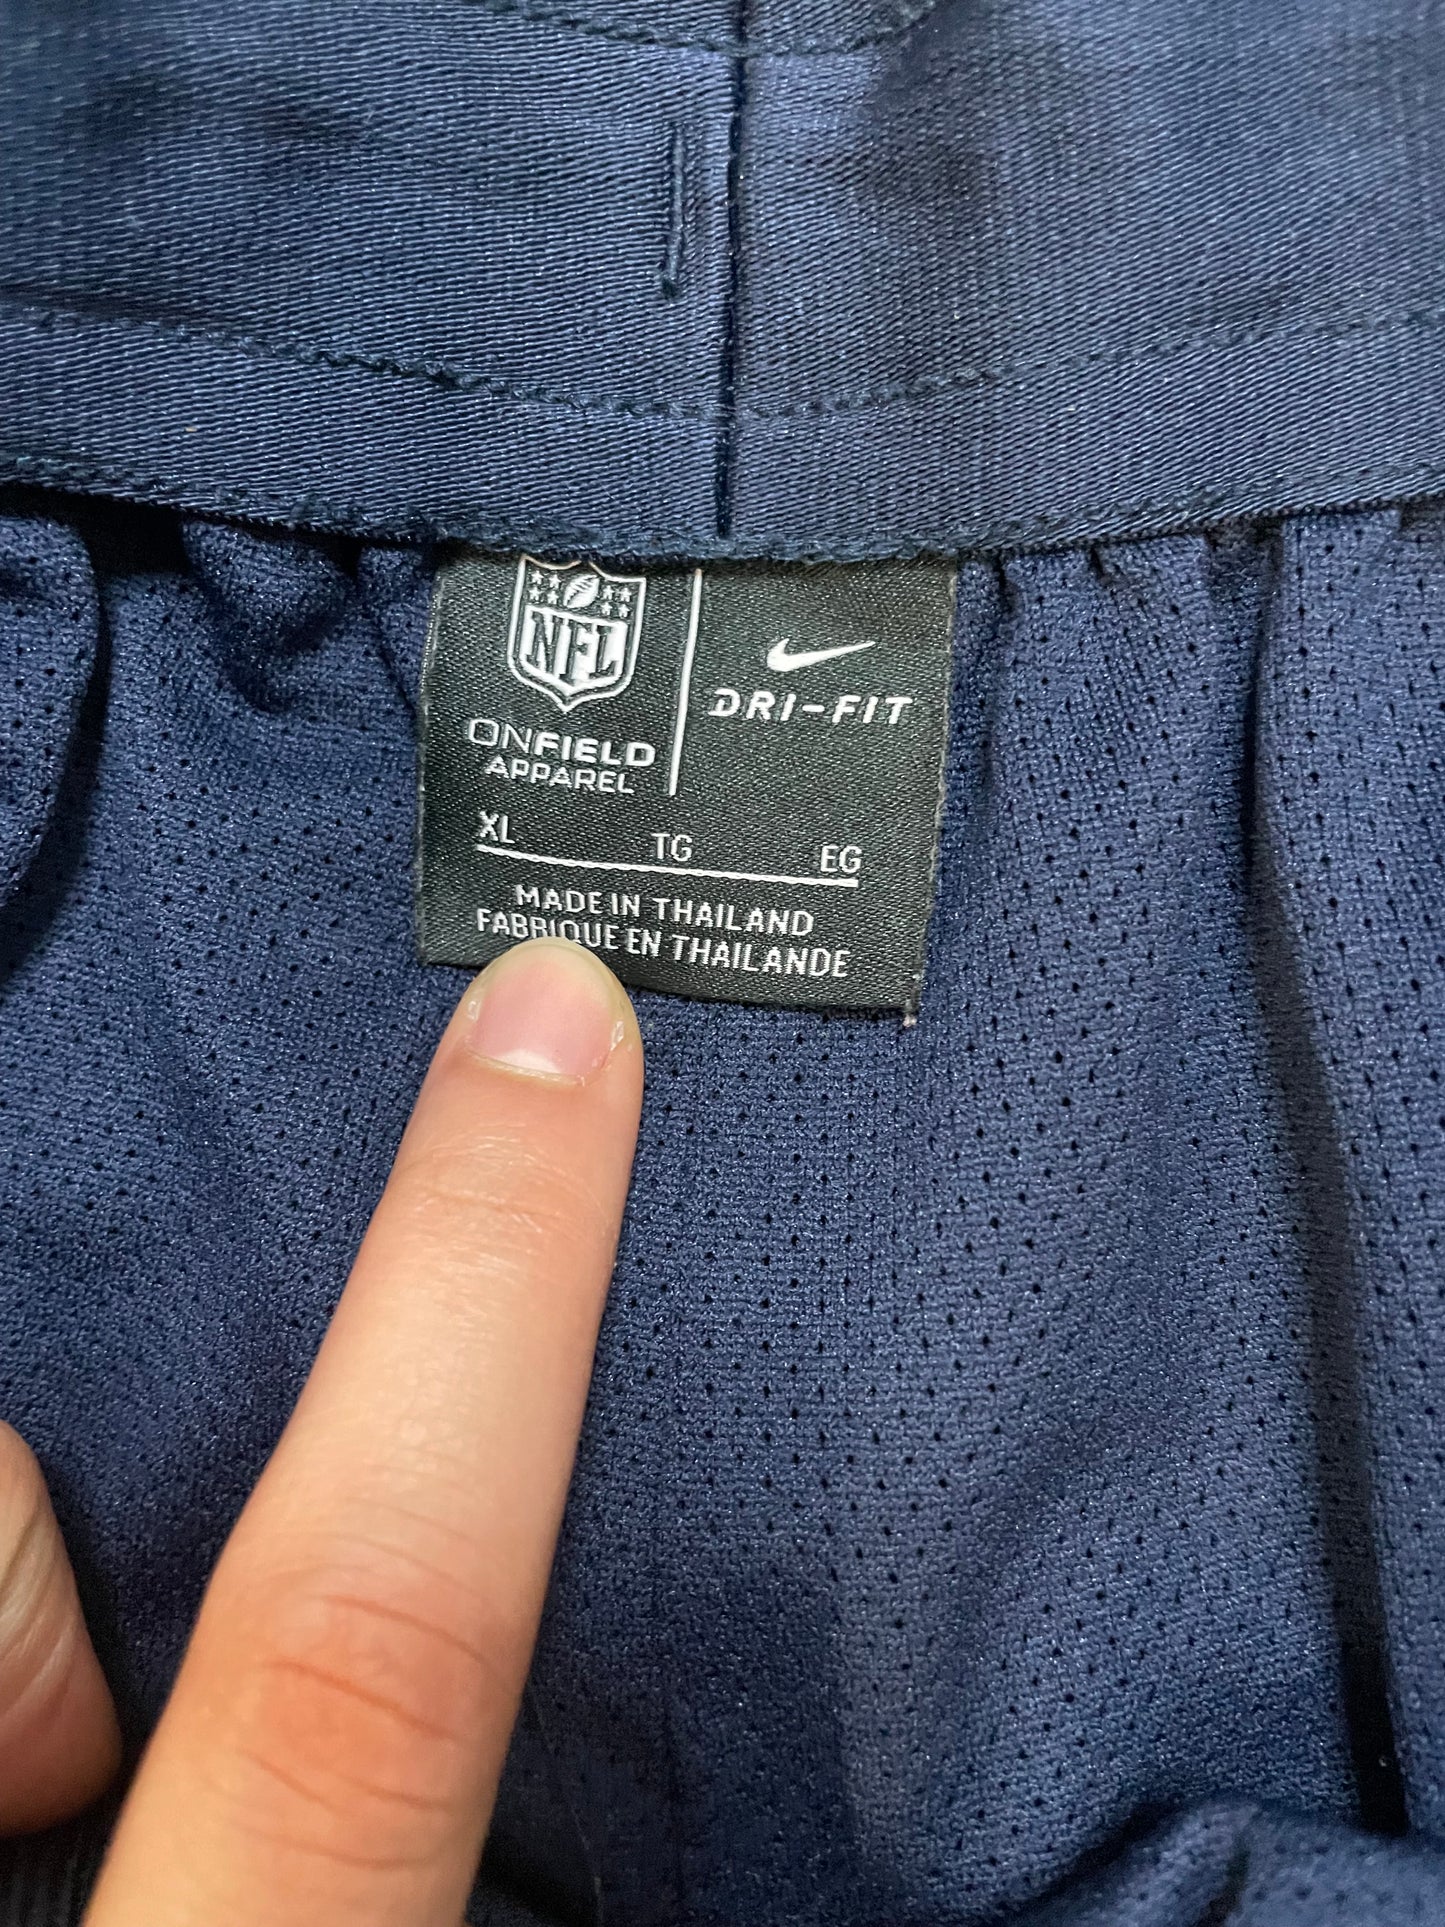 NFL
ONFIELD
APPAREL
DRI-FIT
XL TG EG
MADE IN THAILAND
FABRIQUE EN THAILANDE